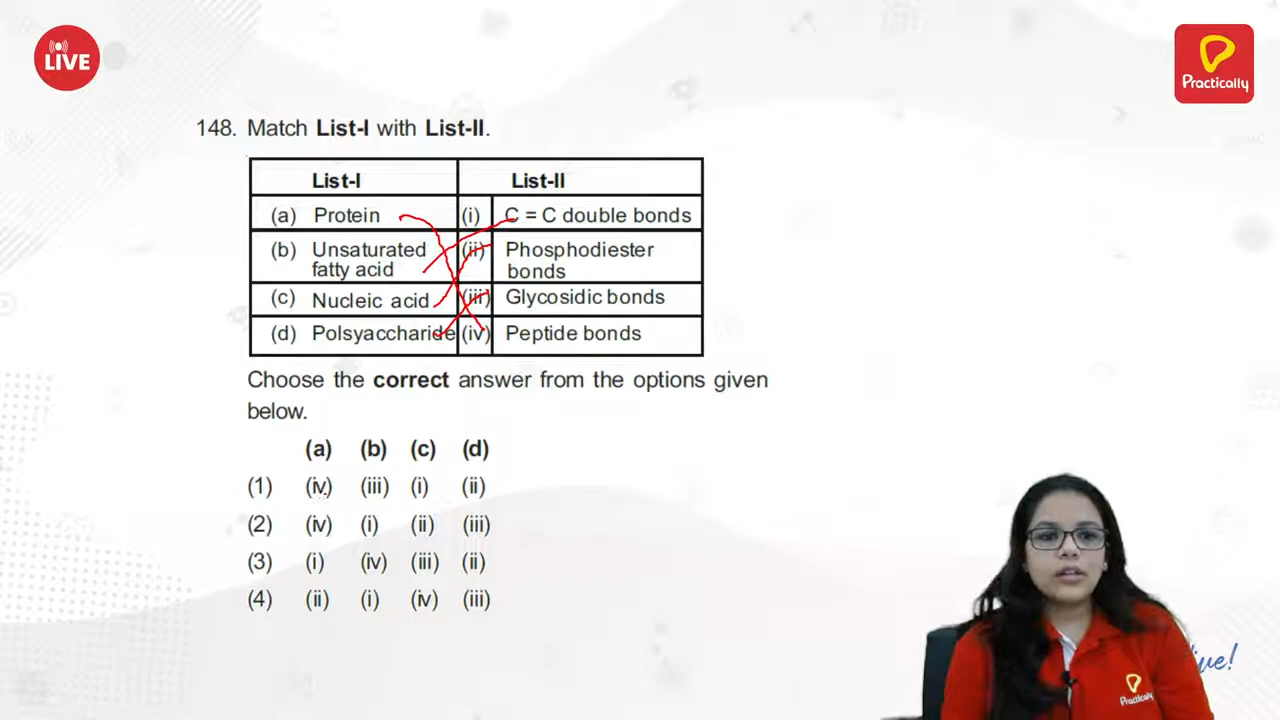 LIVE
Practically
148. Match List-I with List-II.
List-I List-II
(a) Protein (i) C = C double bonds
(b) Unsaturated fatty acid (ii) Phosphodiester bonds
(c) Nucleic acid (iii) Glycosidic bonds
(d) Polsyaccharide (iv) Peptide bonds
Choose the correct answer from the options given
below.
(a) (b) (c) (d)
(1) (iv) (iii) (i) (ii)
(2) (iv) (i) (ii) (iii)
(3) (i) (iv) (iii) (ii)
(4) (ii) (i) (iv) (iii)
Practically